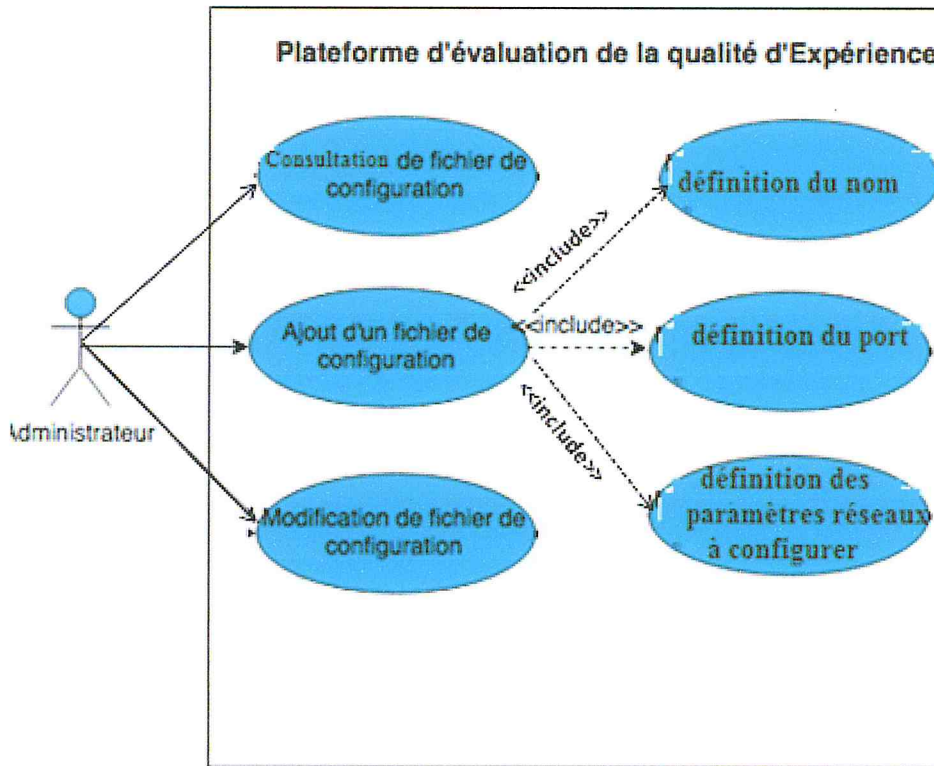 Plateforme d'évaluation de la qualité d'Expérience
Consultation de fichier de
configuration
définition du nom
<<include>>
Ajout d'un fichier de
configuration
<<include>>
définition du port
<<include>>
Administrateur
Modification de fichier de
configuration
définition des
paramètres réseaux
à configurer